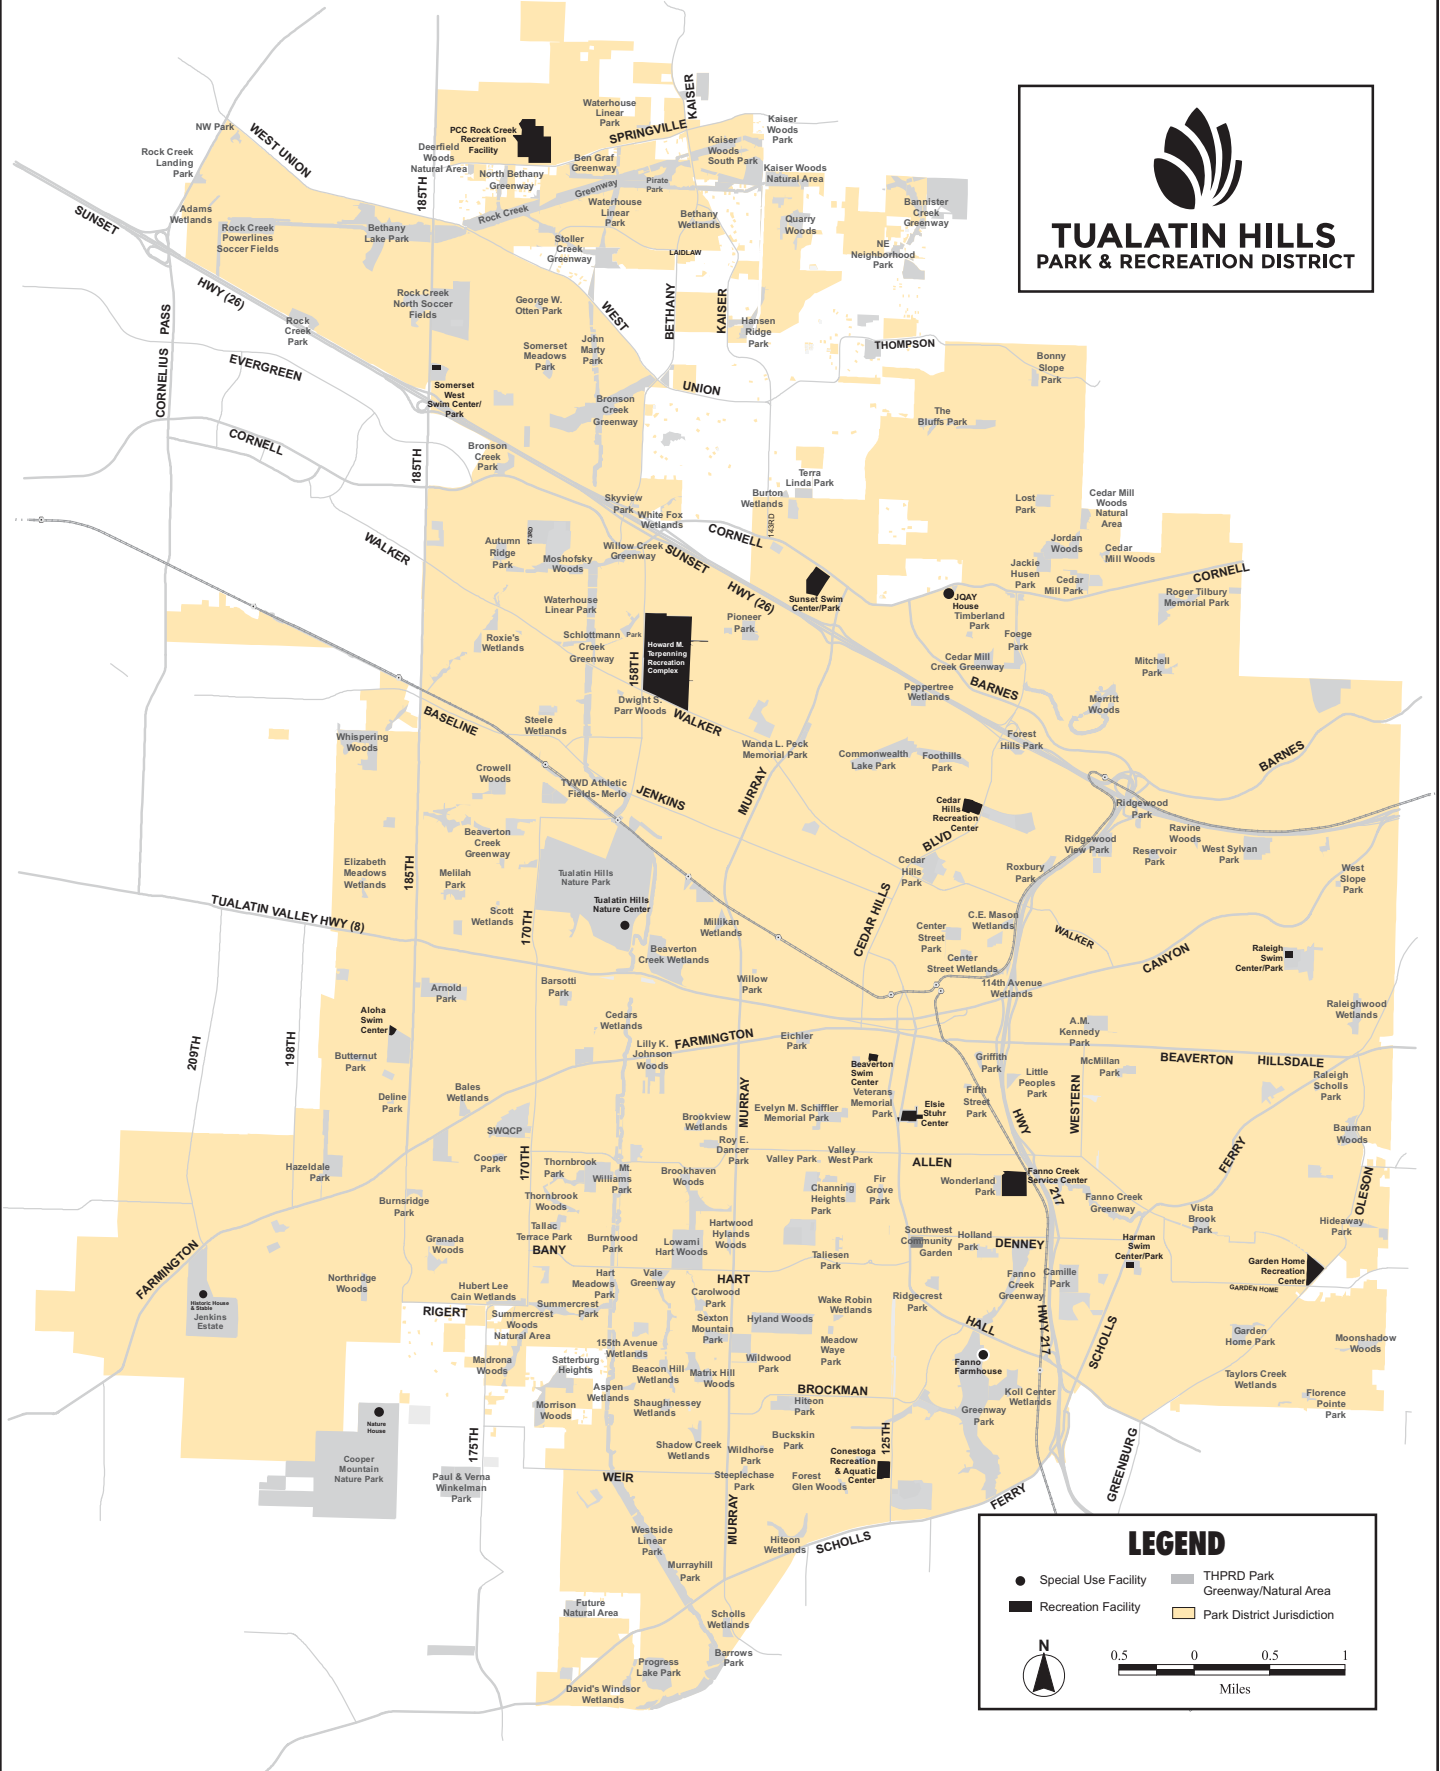 TUALATIN HILLS
PARK & RECREATION DISTRICT
KAISER
Waterhouse
Linear
Park
SPRINGVILLE
Kaiser
Woods
Park
NW Park
WEST UNION
PCC Rock Creek
Recreation
Facility
Deerfield
Woods
Natural Area
Kaiser
Woods
South Park
Rock Creek
Landing
Park
Ben Graf
Greenway
North Bethany
Greenway
Kaiser Woods
Natural Area
Pirate
Park
Greenway
Rock Creek
185TH
SUNSET
Adams
Wetlands
Rock Creek
Powerlines
Soccer Fields
Bethany
Lake Park
Waterhouse
Linear
Park
Bethany
Wetlands
Quarry
Woods
Bannister
Creek
Greenway
Stoller
Creek
Greenway
LAIDLAW
NE
Neighborhood
Park
HWY (26)
Rock Creek
North Soccer
Fields
George W.
Otten Park
WEST
BETHANY
KAISER
Hansen
Ridge
Park
CORNELIUS PASS
Rock
Creek
Park
Somerset
Meadows
Park
John
Marty
Park
THOMPSON
Bonny
Slope
Park
EVERGREEN
Somerset
West
Swim Center/
Park
UNION
Bronson
Creek
Greenway
The
Bluffs Park
CORNELL
185TH
Bronson
Creek
Park
Terra
Linda Park
Burton
Wetlands
Skyview
Park
White Fox
Wetlands
CORNELL
143RD
Lost
Park
Cedar Mill
Woods
Natural
Area
WALKER
Autumn
Ridge
Park
173RD
Moshofsky
Woods
Willow Creek
Greenway
SUNSET
HWY (26)
Jordan
Woods
Cedar
Mill Woods
Jackie
Husen
Park
Cedar
Mill Park
CORNELL
Roger Tilbury
Memorial Park
Sunset Swim
Center/Park
JQAY
House
Timberland
Park
Waterhouse
Linear Park
Pioneer
Park
Foege
Park
Roxie's
Wetlands
Schlottmann
Creek
Greenway
Park
158TH
Howard M.
Terpenning
Recreation
Complex
Cedar Mill
Creek Greenway
Mitchell
Park
BARNES
Peppertree
Wetlands
Merritt
Woods
Dwight S.
Parr Woods
WALKER
BASELINE
Steele
Wetlands
Whispering
Woods
Wanda L. Peck
Memorial Park
Commonwealth
Lake Park
Foothills
Park
Forest
Hills Park
BARNES
Crowell
Woods
TVWD Athletic
Fields- Merlo
JENKINS
MURRAY
Cedar
Hills
Recreation
Center
Ridgewood
Park
Beaverton
Creek
Greenway
BLVD
Ridgewood
View Park
Ravine
Woods
Reservoir
Park
West Sylvan
Park
Elizabeth
Meadows
Wetlands
185TH
Melilah
Park
Tualatin Hills
Nature Park
Cedar
Hills
Park
Roxbury
Park
West
Slope
Park
TUALATIN VALLEY HWY (8)
Scott
Wetlands
170TH
Tualatin Hills
Nature Center
Millikan
Wetlands
CEDAR HILLS
Center
Street
Park
C.E. Mason
Wetlands
WALKER
Beaverton
Creek Wetlands
Center
Street Wetlands
CANYON
Raleigh
Swim
Center/Park
Arnold
Park
Barsotti
Park
Willow
Park
114th Avenue
Wetlands
Raleighwood
Wetlands
Aloha
Swim
Center
Cedars
Wetlands
A.M.
Kennedy
Park
209TH
198TH
Butternut
Park
Lilly K.
Johnson
Woods
FARMINGTON
Eichler
Park
Beaverton
Swim
Center
Griffith
Park
McMillan
Park
BEAVERTON HILLSDALE
Raleigh
Scholls
Park
Deline
Park
Bales
Wetlands
MURRAY
Veterans
Memorial
Park
Little
Peoples
Park
WESTERN
Fifth
Street
Park
Elsie
Stuhr
Center
HWY
SWQCP
Brookview
Wetlands
Evelyn M. Schiffler
Memorial Park
Bauman
Woods
Roy E.
Dancer
Park
Valley Park
Valley
West Park
ALLEN
FERRY
Hazeldale
Park
Cooper
Park
170TH
Thornbrook
Park
Mt.
Williams
Park
Brookhaven
Woods
Channing
Heights
Park
Fir
Grove
Park
Wonderland
Park
Fanno Creek
Service Center
217
Fanno Creek
Greenway
OLESON
Burnsridge
Park
Thornbrook
Woods
Vista
Brook
Park
Hideaway
Park
Granada
Woods
Tallac
Terrace Park
BANY
Burntwood
Park
Lowami
Hart Woods
Hartwood
Hylands
Woods
Taliesen
Park
Southwest
Community
Garden
Holland
Park
DENNEY
Harman
Swim
Center/Park
Garden Home
Recreation
Center
GARDEN HOME
FARMINGTON
Northridge
Woods
Hubert Lee
Cain Wetlands
Hart
Meadows
Park
Vale
Greenway
HART
Carolwood
Park
Wake Robin
Wetlands
Ridgecrest
Park
Fanno
Creek
Greenway
Camille
Park
Historic House
& Stable
Jenkins
Estate
RIGERT
Summercrest
Park
Summercrest
Woods
Natural Area
Sexton
Mountain
Park
Hyland Woods
HALL
HWY 217
SCHOLLS
Garden
Home Park
Moonshadow
Woods
Madrona
Woods
Satterburg
Heights
155th Avenue
Wetlands
Meadow
Waye
Park
Beacon Hill
Wetlands
Matrix Hill
Woods
Wildwood
Park
Fanno
Farmhouse
Taylors Creek
Wetlands
Aspen
Wetlands
BROCKMAN
Koll Center
Wetlands
Florence
Pointe
Park
Morrison
Woods
Shaughnessey
Wetlands
Hiteon
Park
Greenway
Park
Nature
House
175TH
Shadow Creek
Wetlands
Wildhorse
Park
Buckskin
Park
Conestoga
Recreation
& Aquatic
Center
125TH
Cooper
Mountain
Nature Park
Paul & Verna
Winkelman
Park
WEIR
Steeplechase
Park
Forest
Glen Woods
FERRY
GREENBURG
MURRAY
Westside
Linear
Park
Hiteon
Wetlands
SCHOLLS
Murrayhill
Park
Future
Natural Area
Scholls
Wetlands
Barrows
Park
Progress
Lake Park
David's Windsor
Wetlands
LEGEND
Special Use Facility
THPRD Park
Greenway/Natural Area
Recreation Facility
Park District Jurisdiction
N
0.5 0 0.5 1
Miles